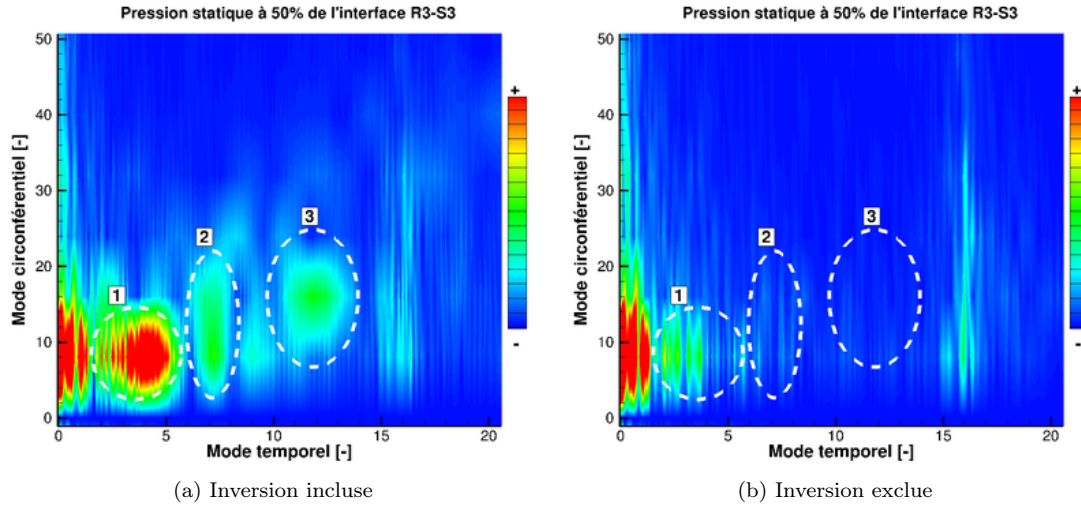 Pression statique à 50% de l'interface R3-S3
Mode circonférentiel [-]
50
40
30
20
10
0
0 5 10 15 20
Mode temporel [-]
1
2
3
+
-
(a) Inversion incluse
Pression statique à 50% de l'interface R3-S3
Mode circonférentiel [-]
50
40
30
20
10
0
0 5 10 15 20
Mode temporel [-]
1
2
3
+
-
(b) Inversion exclue